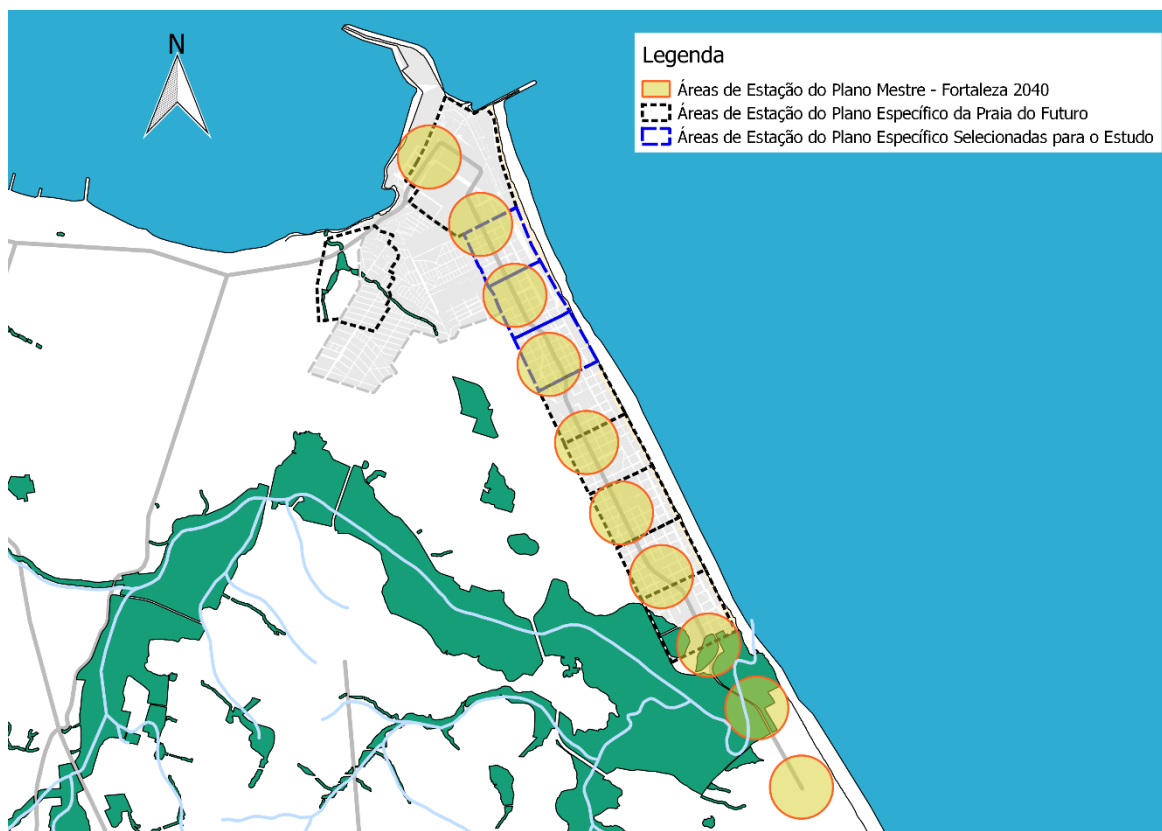 N
Legenda
Áreas de Estação do Plano Mestre - Fortaleza 2040
Áreas de Estação do Plano Específico da Praia do Futuro
Áreas de Estação do Plano Específico Selecionadas para o Estudo